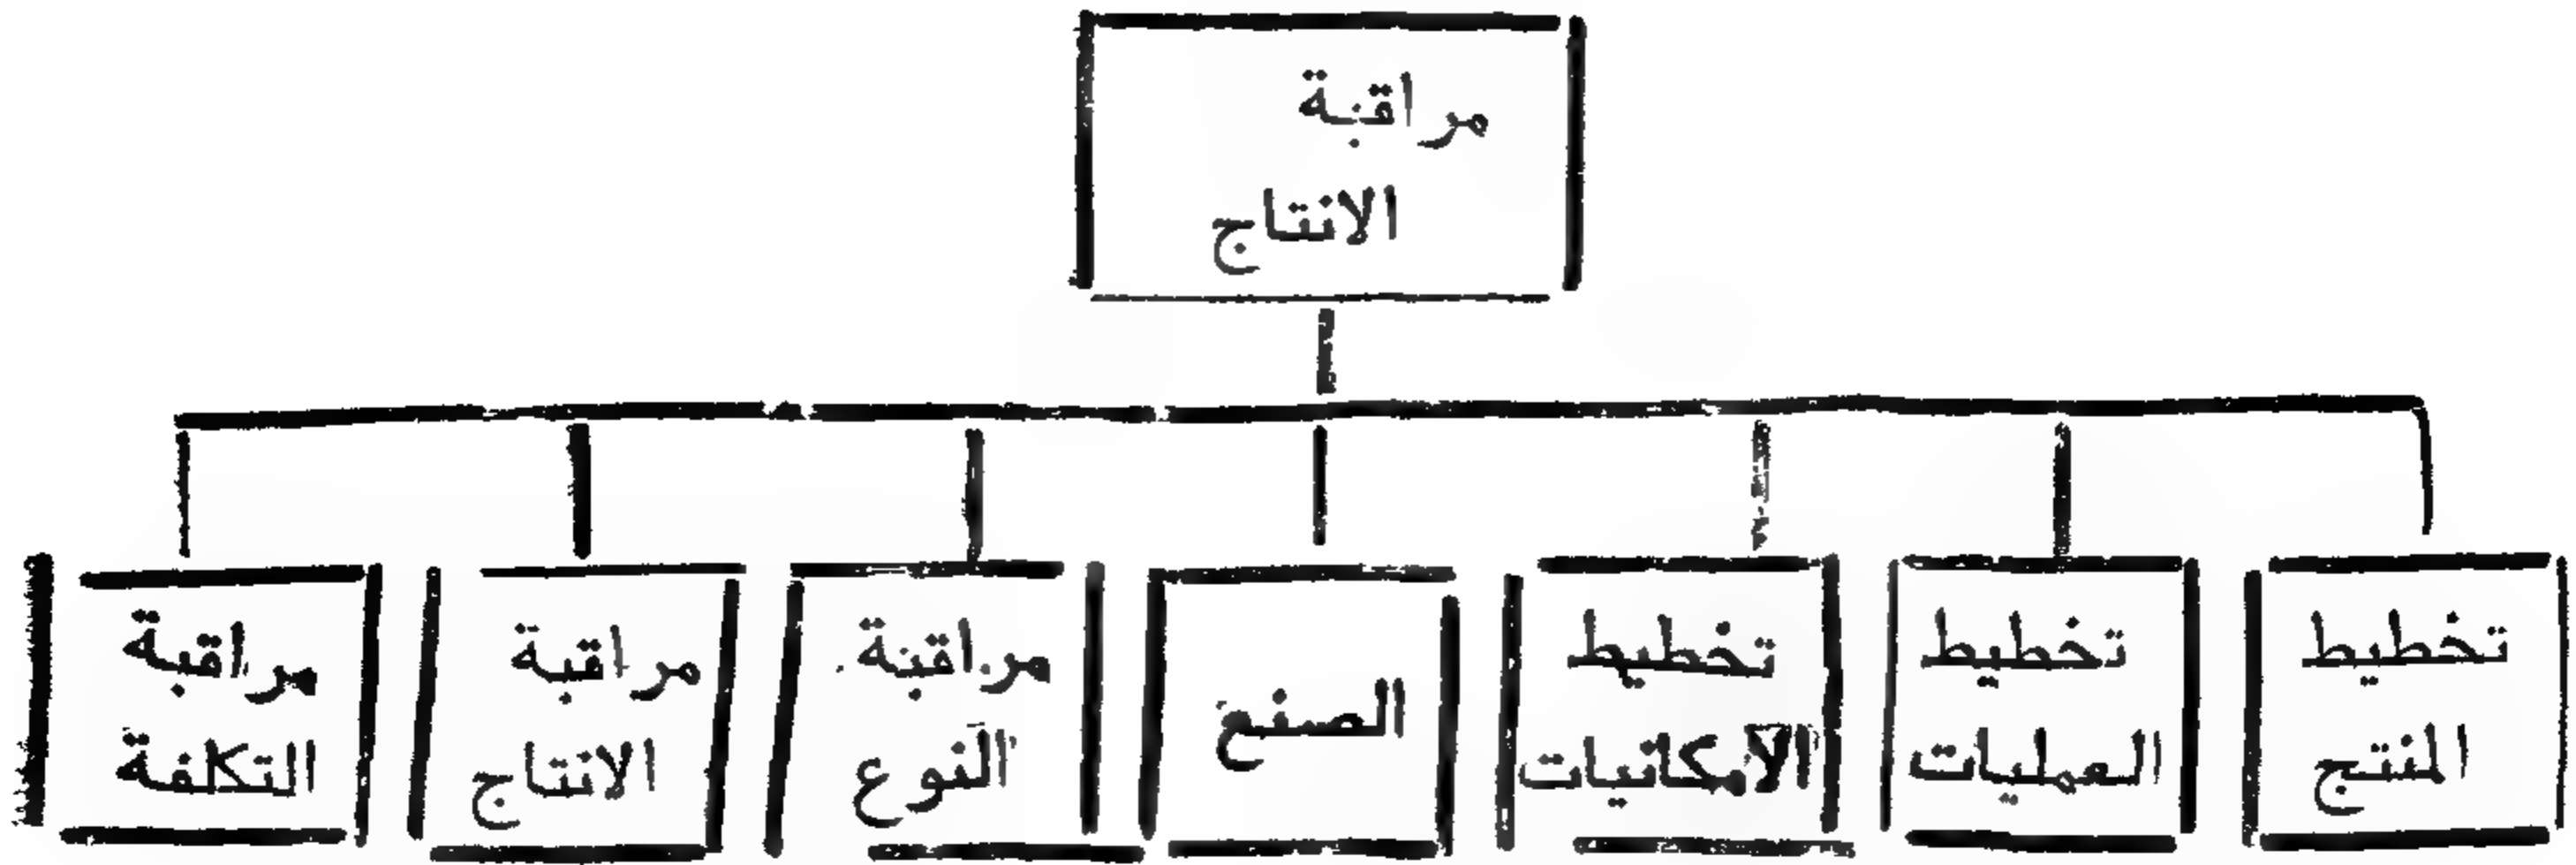 مراقبة
الانتاج
تخطيط
المنتج
تخطيط
العمليات
تخطيط
الامكانيات
الصنع
مراقبة
النوع
مراقبة
الانتاج
مراقبة
التكلفة